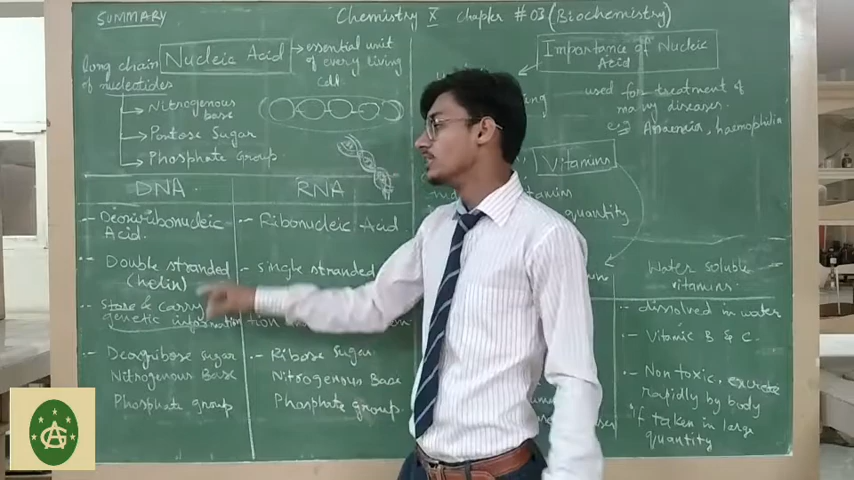 SUMMARY
Chemistry X chapter #03 (Biochemistry)
Nucleic Acid
essential unit
of every living
cell
long chain
of nucleotides
Nitrogenous
base
Pentose Sugar
Phosphate Group
DNA
RNA
Deoxiribonucleic
Acid.
Ribonucleic Acid
Double stranded
(helix)
single stranded
Store & carry
genetic information
Deoxyribose sugar
Nitrogenous Base
Phosphate group
Ribose Sugar
Nitrogenous Base
Phosphate group
Importance of Nucleic
Acid
used for treatment of
many diseases.
e.g Anaemia, haemophilia
Vitamins
quantity
Water soluble
vitamins
dissolved in water
Vitamin B & C
Non toxic, excrete
rapidly by body
if taken in large
quantity
ACG